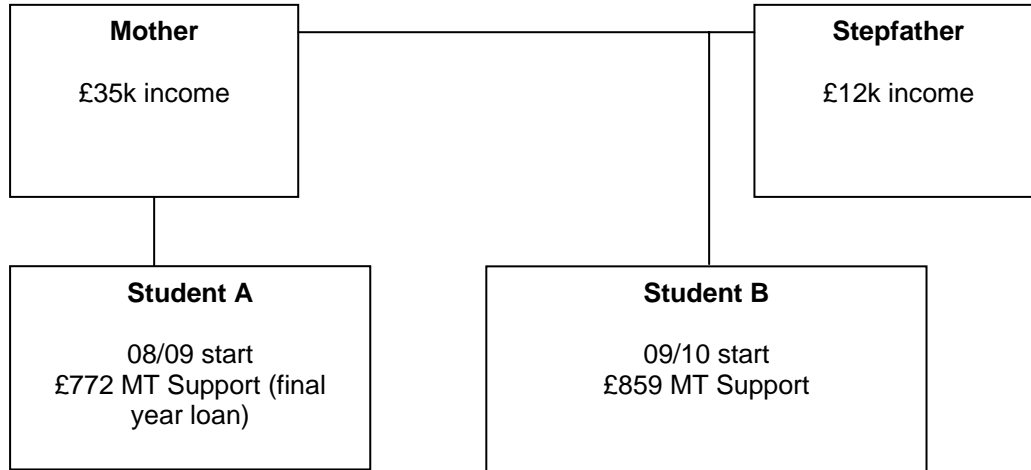 Mother
£35k income
Stepfather
£12k income
Student A
08/09 start
£772 MT Support (final
year loan)
Student B
09/10 start
£859 MT Support